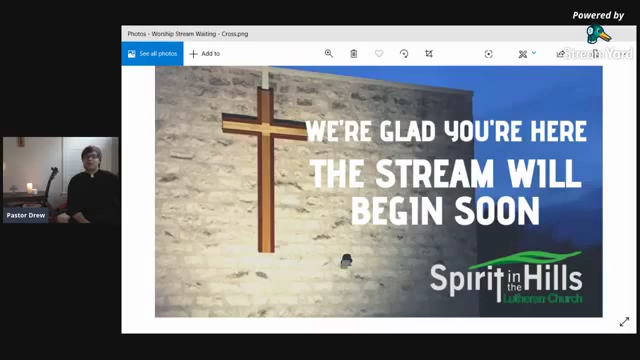 Powered by
StreamYard
Photos - Worship Stream Waiting - Cross.png
See all photos
Add to
WE'RE GLAD YOU'RE HERE
THE STREAM WILL
BEGIN SOON
Pastor Drew
Spirit in the Hills
Lutheran Church